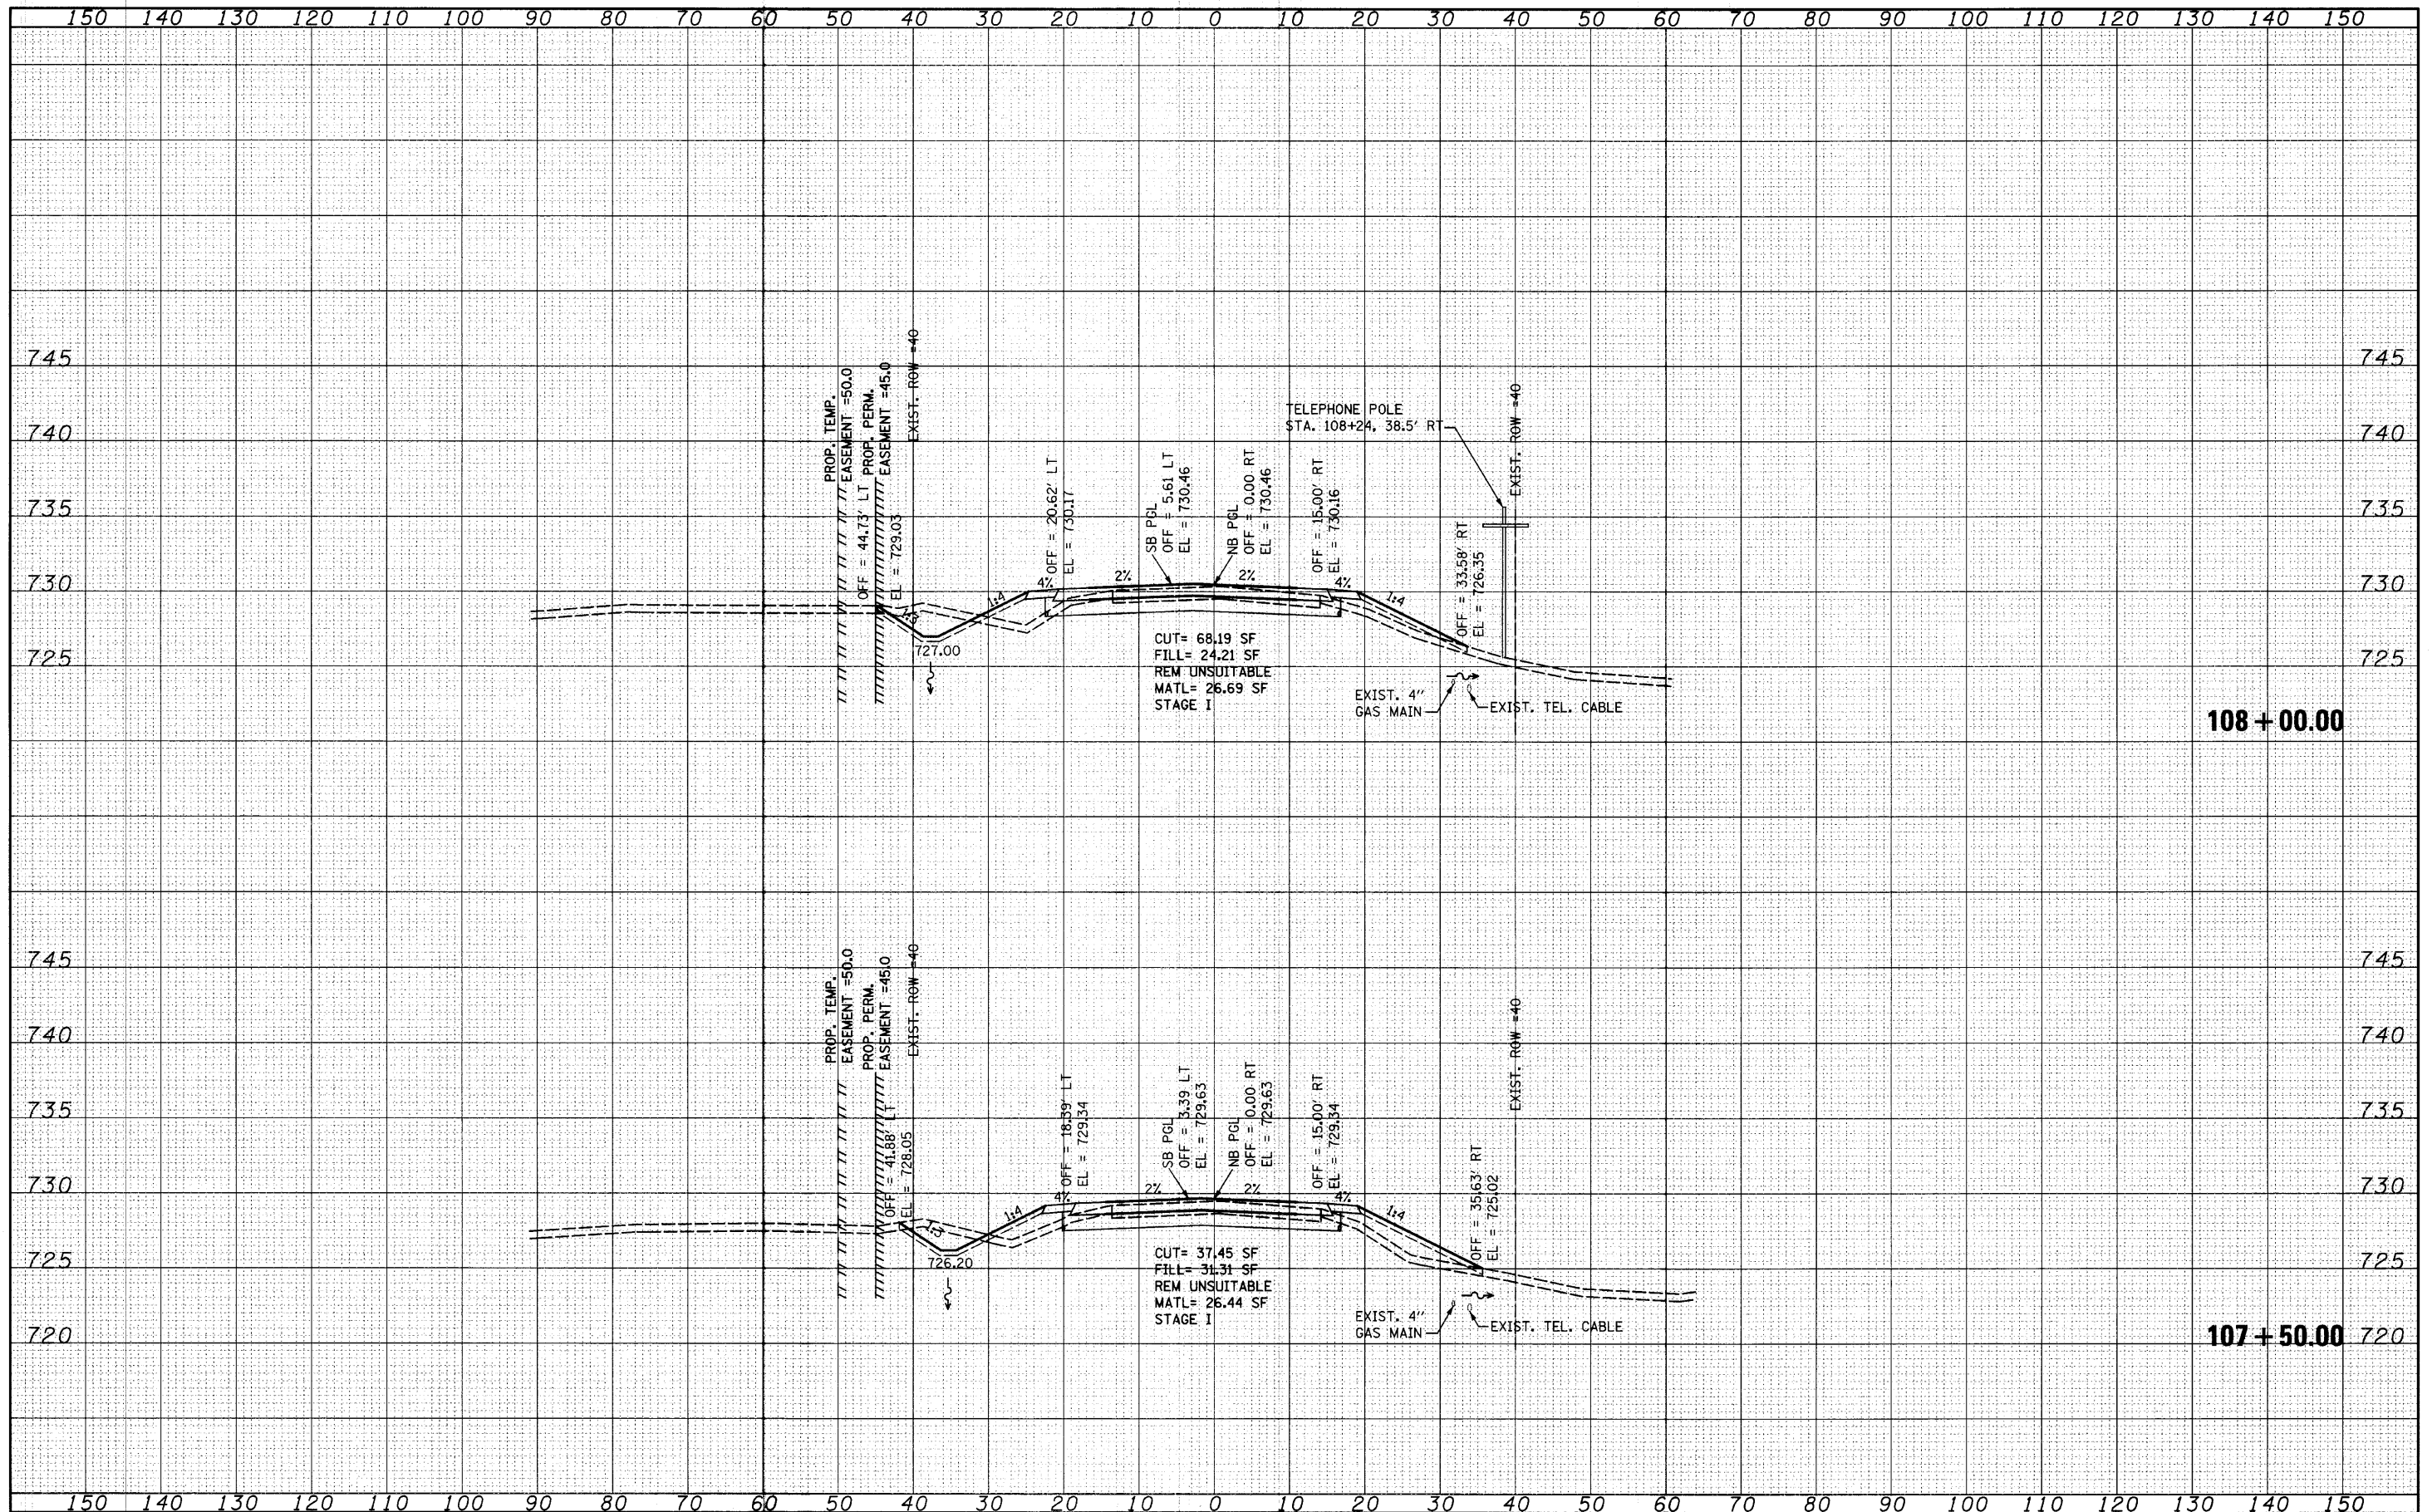 150 140 130 120 110 100 90 80 70 60 50 40 30 20 10 0 10 20 30 40 50 60 70 80 90 100 110 120 130 140 150
745 745
740 740
735 735
730 730
725 725
PROP. TEMP.
EASEMENT =50.0
OFF = 44.73' LT
EL = 729.03
PROP. PERM.
EASEMENT =45.0
EXIST. ROW =40
1:3
727.00
1:4
4%
OFF = 20.62' LT
EL = 730.17
2%
SB PGL
OFF = 5.61 LT
EL = 730.46
NB PGL
OFF = 0.00 RT
EL = 730.46
2%
OFF = 15.00' RT
EL = 730.16
4%
1:4
OFF = 33.58' RT
EL = 726.35
TELEPHONE POLE
STA. 108+24, 38.5' RT
EXIST. ROW =40
CUT= 68.19 SF
FILL= 24.21 SF
REM UNSUITABLE
MATL= 26.69 SF
STAGE I
EXIST. 4''
GAS MAIN
EXIST. TEL. CABLE
108+00.00
745 745
740 740
735 735
730 730
725 725
720 720
PROP. TEMP.
EASEMENT =50.0
PROP. PERM.
EASEMENT =45.0
OFF = 41.88' LT
EL = 728.05
EXIST. ROW =40
1:3
726.20
1:4
4%
OFF = 18.39' LT
EL = 729.34
2%
SB PGL
OFF = 3.39 LT
EL = 729.63
NB PGL
OFF = 0.00 RT
EL = 729.63
2%
OFF = 15.00' RT
EL = 729.34
4%
1:4
OFF = 35.63' RT
EL = 725.02
EXIST. ROW =40
CUT= 37.45 SF
FILL= 31.31 SF
REM UNSUITABLE
MATL= 26.44 SF
STAGE I
EXIST. 4''
GAS MAIN
EXIST. TEL. CABLE
107+50.00
150 140 130 120 110 100 90 80 70 60 50 40 30 20 10 0 10 20 30 40 50 60 70 80 90 100 110 120 130 140 150